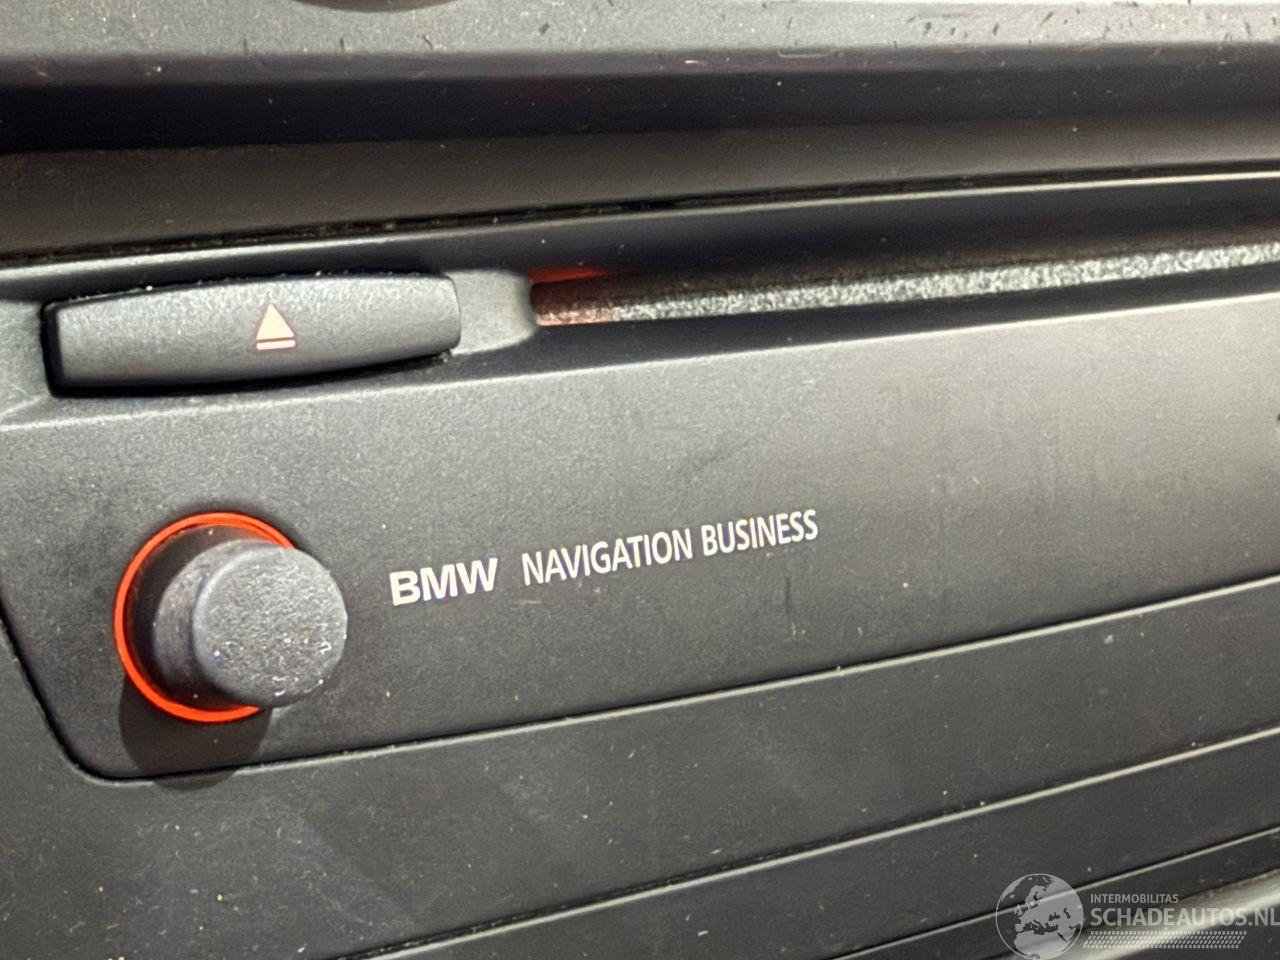 BMW NAVIGATION BUSINESS
INTERMOBILITAS
SCHADEAUTOS.NL